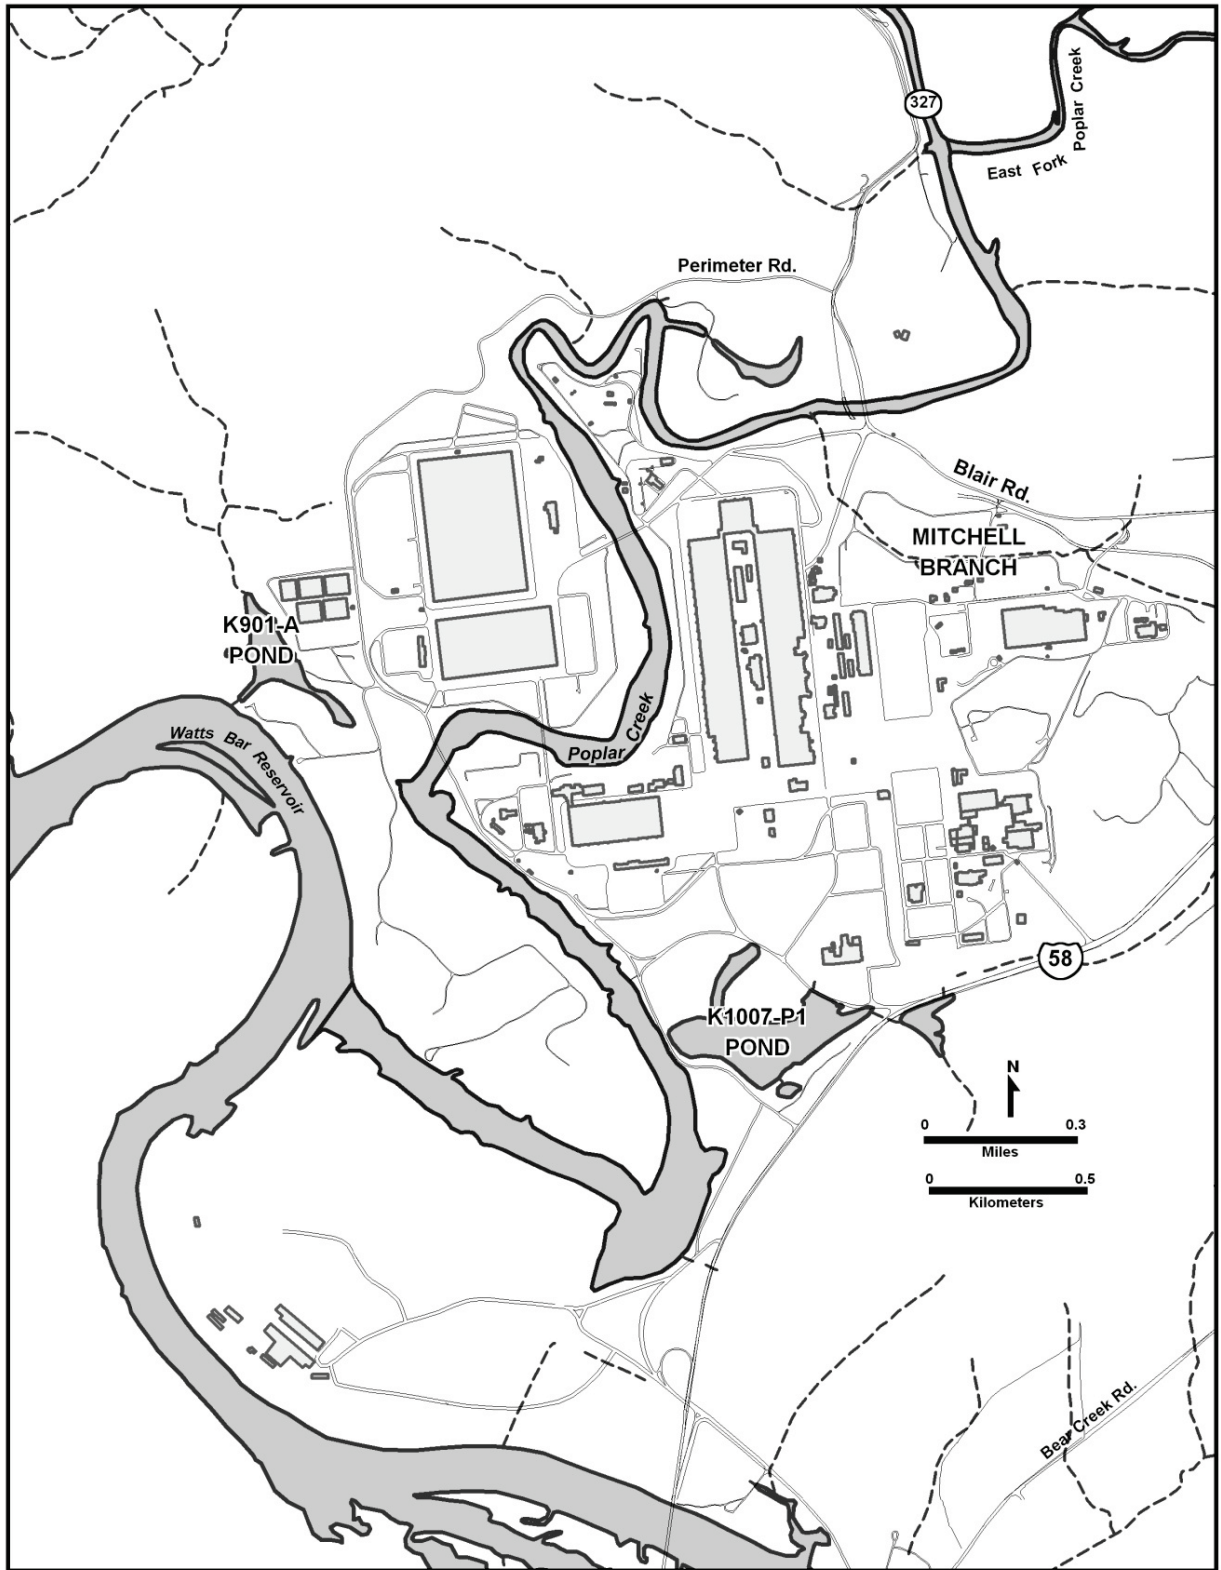 327
East Fork Poplar Creek
Perimeter Rd.
Blair Rd.
MITCHELL
BRANCH
K901-A
POND
Watts Bar Reservoir
Poplar Creek
58
K1007-P1
POND
N
0 0.3
Miles
0 0.5
Kilometers
Bear Creek Rd.